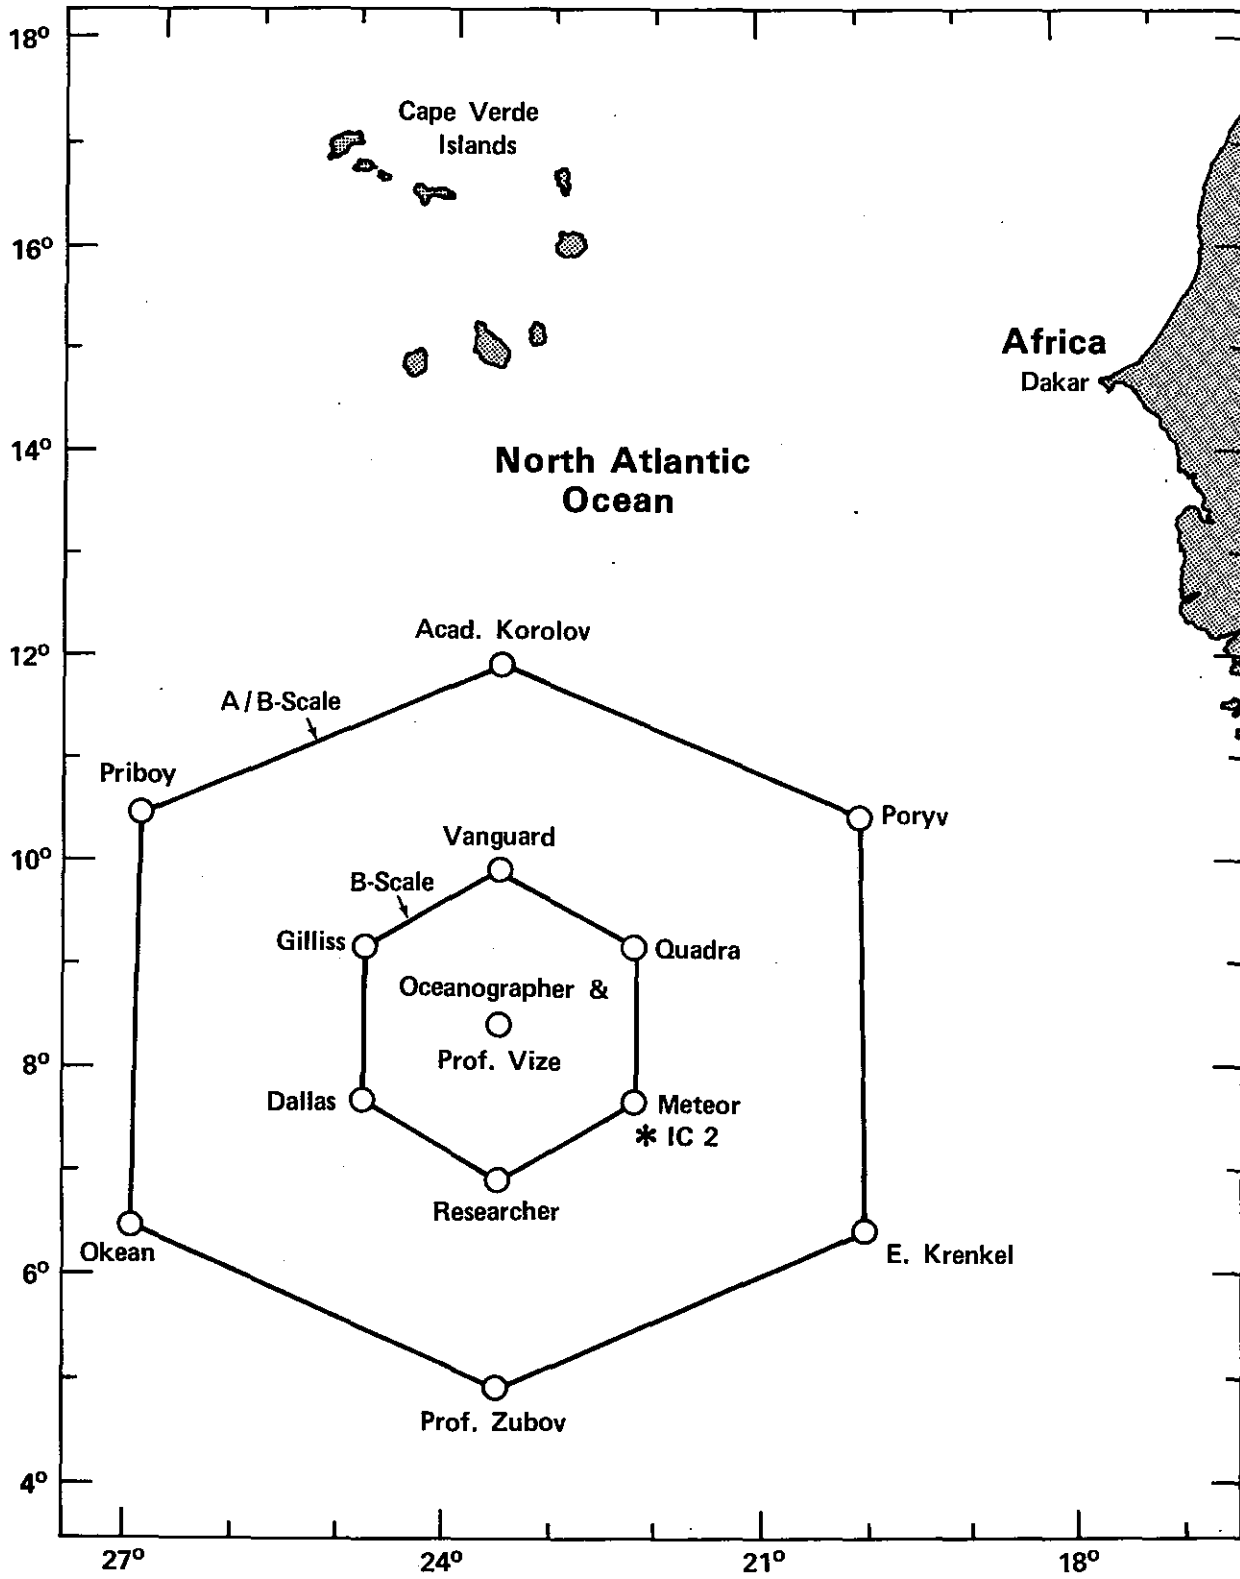 18°
Cape Verde
Islands
16°
Africa
Dakar
14°
North Atlantic
Ocean
12°
Acad. Korolov
A/B-Scale
Priboy
Poryv
10°
Vanguard
B-Scale
Gilliss
Quadra
Oceanographer &
8°
Prof. Vize
Dallas
Meteor
* IC 2
Researcher
Okean
6°
E. Krenkel
Prof. Zubov
4°
27° 24° 21° 18°